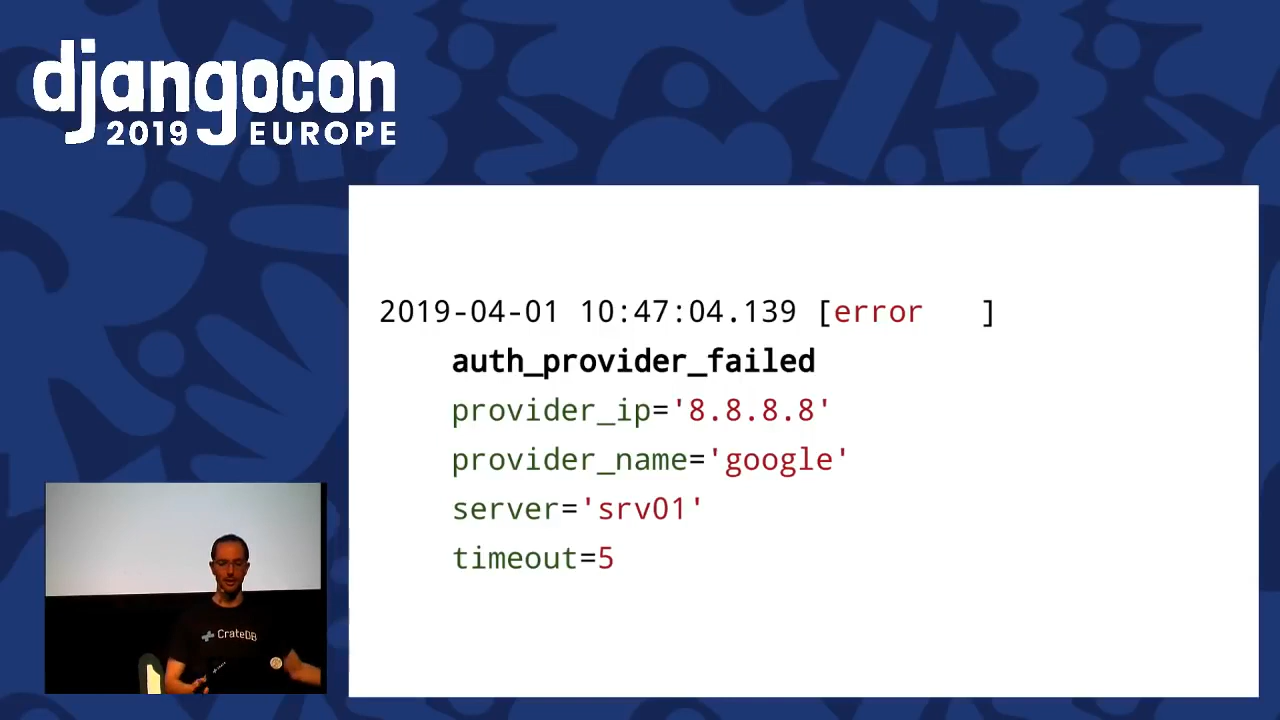 djangocon
2019 EUROPE
2019-04-01 10:47:04.139 [error   ]
auth_provider_failed
provider_ip='8.8.8.8'
provider_name='google'
server='srv01'
timeout=5
CrateDB